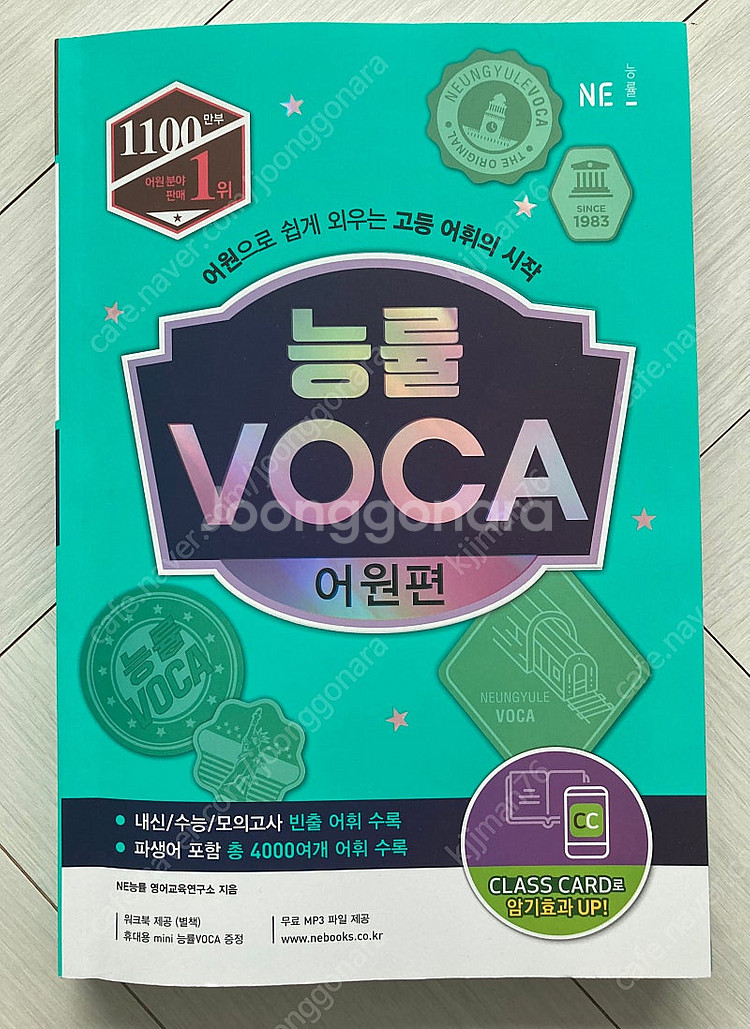 1100만부
어원 분야
판매 1위
NEUNGYULEVOCA
THE ORIGINAL
NE 능률
SINCE
1983
어원으로 쉽게 외우는 고등 어휘의 시작
능률
VOCA
어원편
joonggonara
능률
VOCA
NEUNGYULE
VOCA
내신/수능/모의고사 빈출 어휘 수록
파생어 포함 총 4000여개 어휘 수록
CC
CLASS CARD로
암기효과 UP!
NE능률 영어교육연구소 지음
워크북 제공 (별책)
휴대용 mini 능률VOCA 증정
무료 MP3 파일 제공
www.nebooks.co.kr
cafe.naver.com/joonggonara
kjjman76